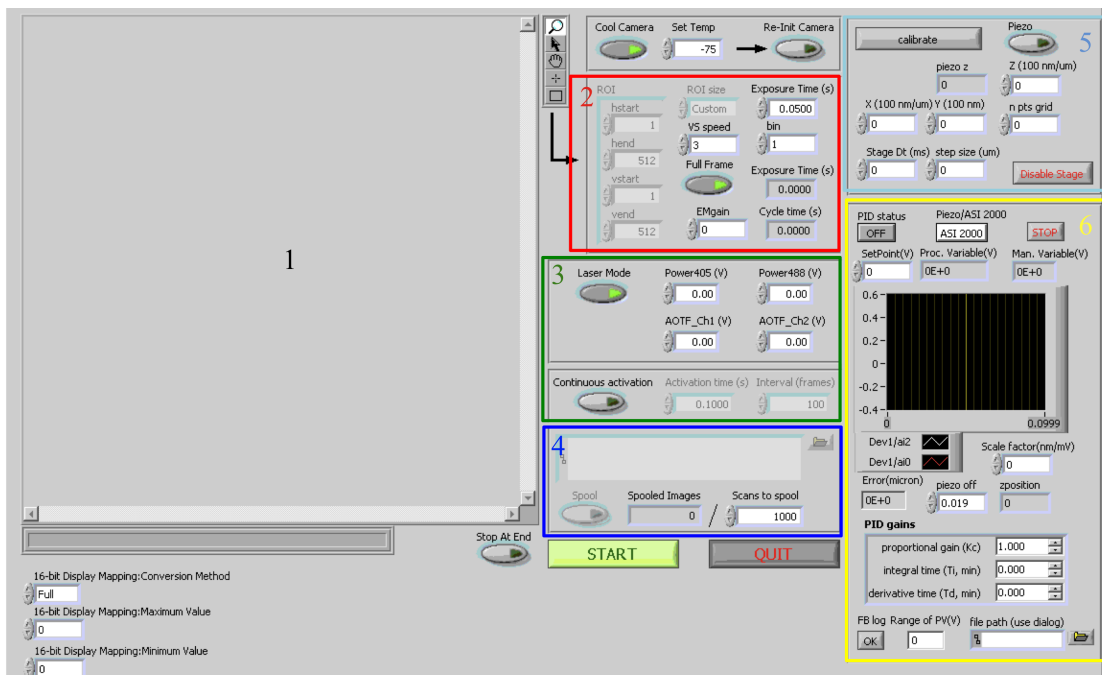 1
Cool Camera Set Temp Re-Init Camera
-75
2
ROI ROI size Exposure Time (s)
hstart Custom 0.0500
1 VS speed bin
hend 3 1
512 Full Frame Exposure Time (s)
vstart 0.0000
1
vend EMgain Cycle time (s)
512 0 0.0000
3
Laser Mode Power405 (V) Power488 (V)
0.00 0.00
AOTF_Ch1 (V) AOTF_Ch2 (V)
0.00 0.00
Continuous activation Activation time (s) Interval (frames)
0.1000 100
4
Spool Spooled Images Scans to spool
0 / 1000
Stop At End
START QUIT
16-bit Display Mapping:Conversion Method
Full
16-bit Display Mapping:Maximum Value
0
16-bit Display Mapping:Minimum Value
0
5
calibrate Piezo
piezo z Z (100 nm/um)
0 0
X (100 nm/um) Y (100 nm) n pts grid
0 0 0
Stage Dt (ms) step size (um)
0 0 Disable Stage
6
PID status Piezo/ASI 2000
OFF ASI 2000 STOP
SetPoint(V) Proc. Variable(V) Man. Variable(V)
0 0E+0 0E+0
0.6
0.4
0.2
0
-0.2
-0.4
0 0.0999
Dev1/ai2 Scale factor(nm/mV)
Dev1/ai0 0
Error(micron) piezo off zposition
0E+0 0.019 0
PID gains
proportional gain (Kc) 1.000
integral time (Ti, min) 0.000
derivative time (Td, min) 0.000
FB log Range of PV(V) file path (use dialog)
OK 0